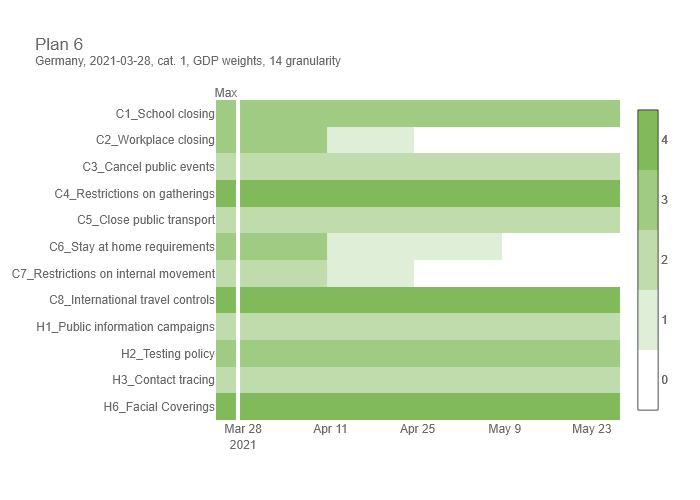 Plan 6
Germany, 2021-03-28, cat. 1, GDP weights, 14 granularity
Max
C1_School closing
C2_Workplace closing
C3_Cancel public events
C4_Restrictions on gatherings
C5_Close public transport
C6_Stay at home requirements
C7_Restrictions on internal movement
C8_International travel controls
H1_Public information campaigns
H2_Testing policy
H3_Contact tracing
H6_Facial Coverings
Mar 28 Apr 11 Apr 25 May 9 May 23
2021
4
3
2
1
0